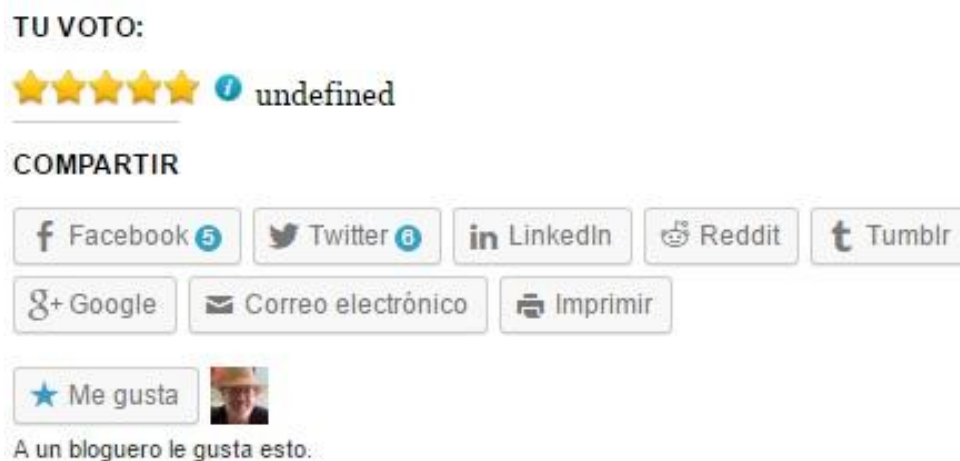 TU VOTO:
undefined
COMPARTIR
Facebook 5 Twitter 6 LinkedIn Reddit Tumblr
Google Correo electrónico Imprimir
Me gusta
A un bloguero le gusta esto.